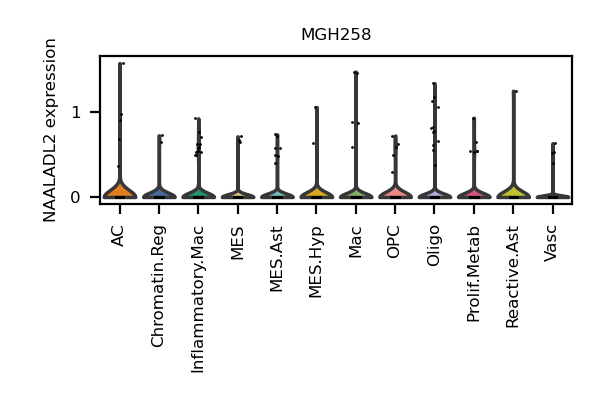 MGH258
NAALADL2 expression
1
0
AC
Chromatin.Reg
Inflammatory.Mac
MES
MES.Ast
MES.Hyp
Mac
OPC
Oligo
Prolif.Metab
Reactive.Ast
Vasc